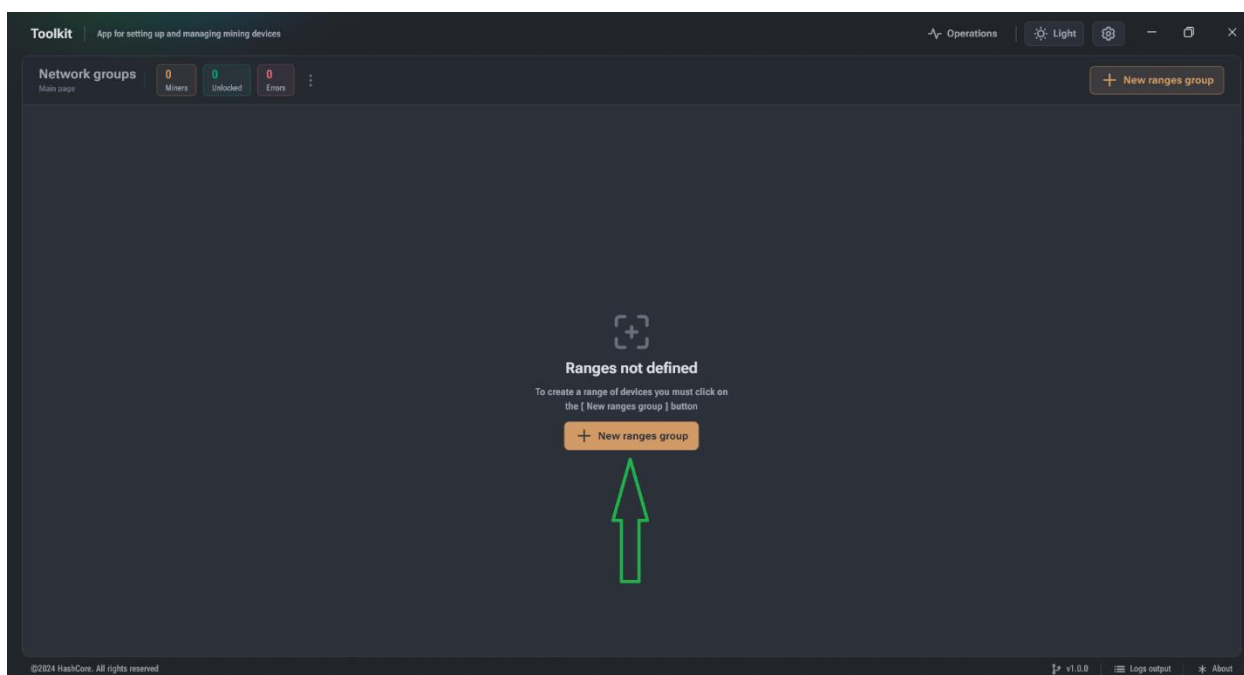 Toolkit App for setting up and managing mining devices Operations Light
Network groups
Main page
0 Miners
0 Unlocked
0 Errors
+ New ranges group
Ranges not defined
To create a range of devices you must click on
the [ New ranges group ] button
+ New ranges group
©2024 HashCore. All rights reserved v1.0.0 Logs output About